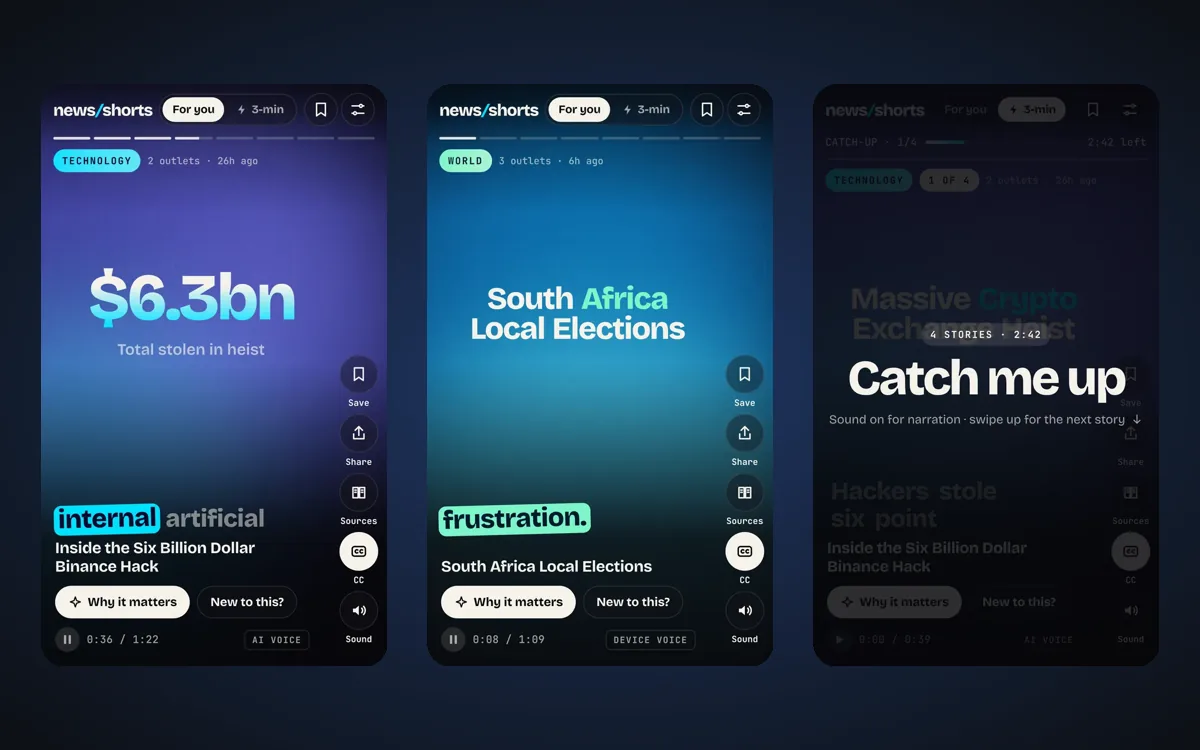 news/shorts For you 3-min
TECHNOLOGY 2 outlets · 26h ago
$6.3bn
Total stolen in heist
Save
Share
Sources
internal artificial
Inside the Six Billion Dollar
Binance Hack
CC
Why it matters New to this?
0:36 / 1:22 AI VOICE Sound
news/shorts For you 3-min
WORLD 3 outlets · 6h ago
South Africa
Local Elections
Save
Share
Sources
frustration.
South Africa Local Elections
CC
Why it matters New to this?
0:08 / 1:09 DEVICE VOICE Sound
news/shorts For you 3-min
CATCH-UP · 1/4 2:42 left
TECHNOLOGY 1 OF 4 2 outlets · 26h ago
Massive Crypto
Exchange Heist
4 STORIES · 2:42
Catch me up
Save
Sound on for narration · swipe up for the next story ↓
Share
Hackers stole
six point
Sources
Inside the Six Billion Dollar
Binance Hack
CC
Why it matters New to this?
0:00 / 0:39 AI VOICE Sound